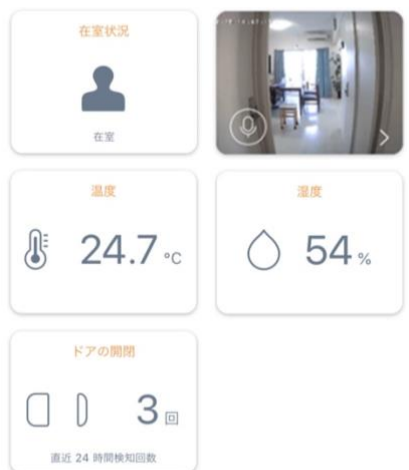 在室状況
在室
温度
24.7 °C
湿度
54 %
ドアの開閉
3 回
直近 24 時間検知回数